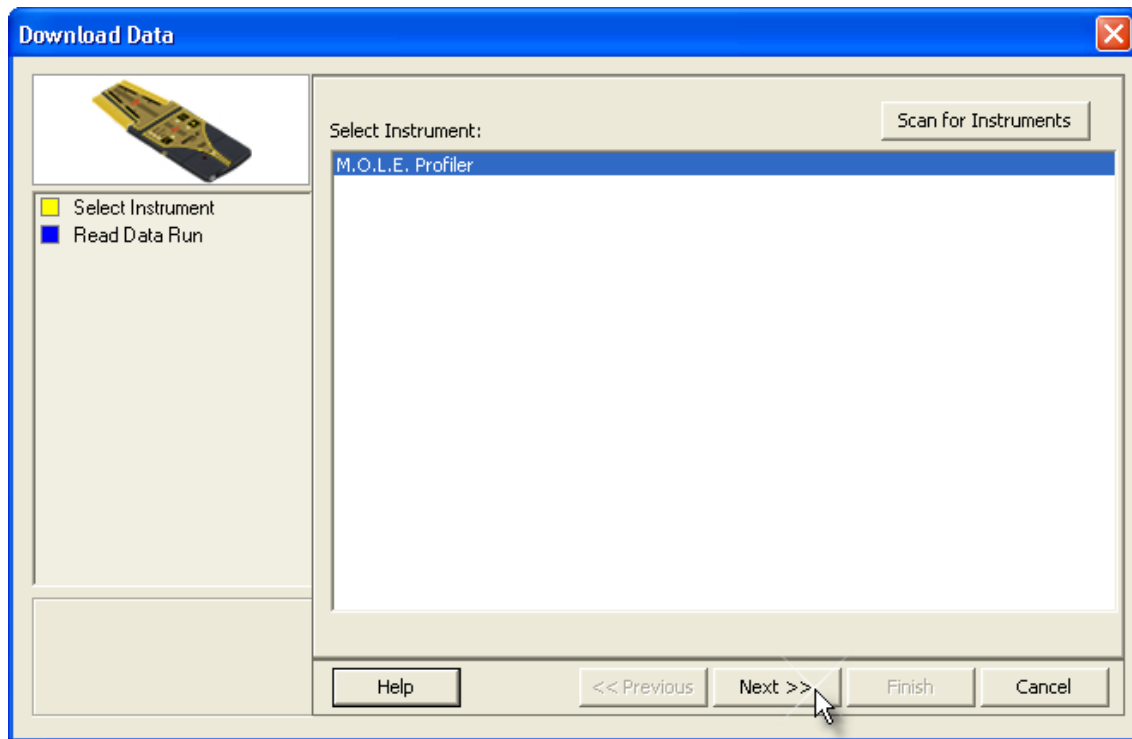 Download Data
Scan for Instruments
Select Instrument:
M.O.L.E. Profiler
Select Instrument
Read Data Run
Help
<< Previous
Next >>
Finish
Cancel